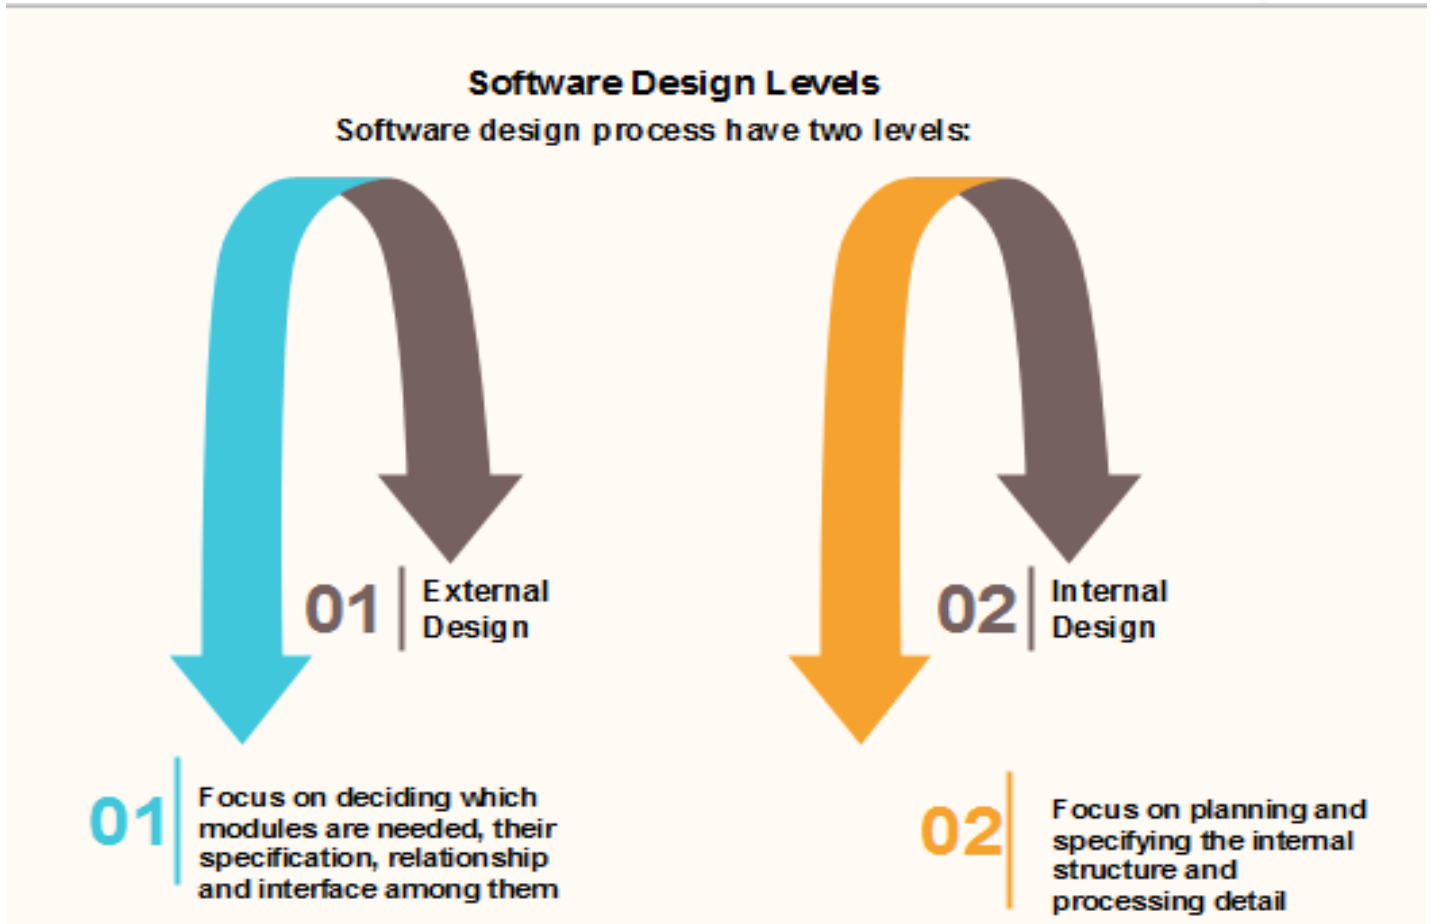 Software Design Levels
Software design process have two levels:
01
External
Design
02
Internal
Design
01
Focus on deciding which
modules are needed, their
specification, relationship
and interface among them
02
Focus on planning and
specifying the internal
structure and
processing detail